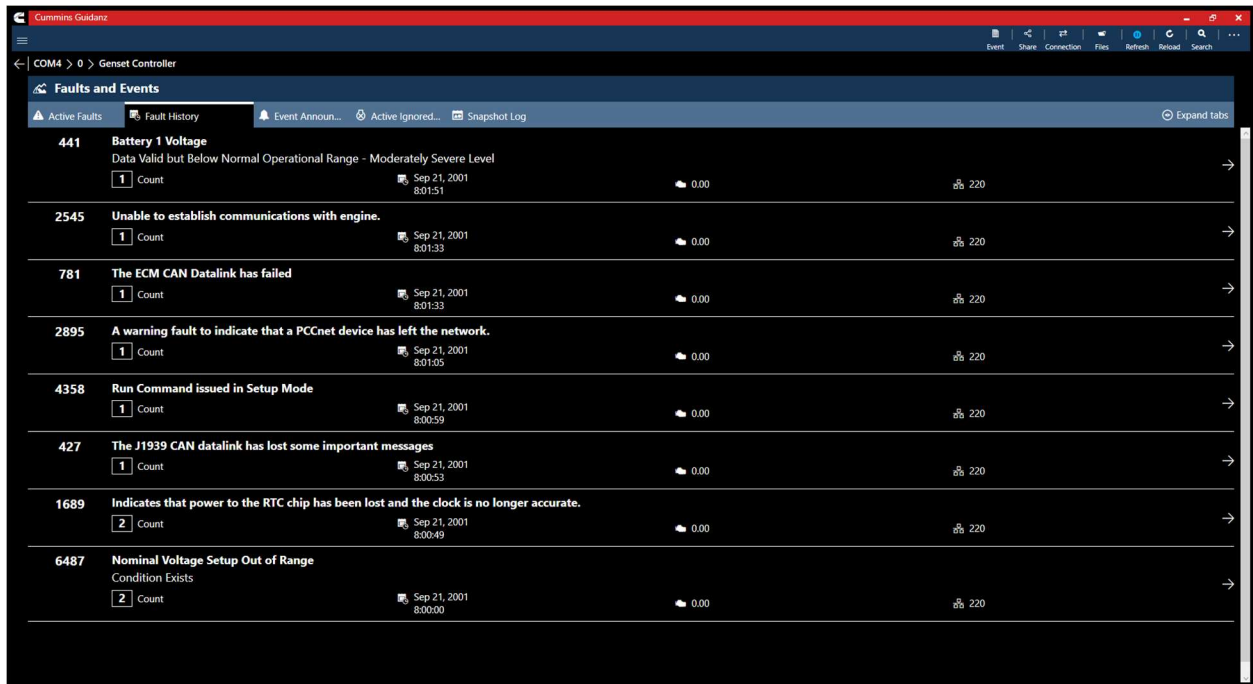 Cummins Guidanz
Event Share Connection Files Refresh Reload Search
COM4 > 0 > Genset Controller
Faults and Events
Active Faults Fault History Event Announ... Active Ignored... Snapshot Log Expand tabs
441 Battery 1 Voltage
Data Valid but Below Normal Operational Range - Moderately Severe Level
1 Count Sep 21, 2001 0.00 220
8:01:51
2545 Unable to establish communications with engine.
1 Count Sep 21, 2001 0.00 220
8:01:33
781 The ECM CAN Datalink has failed
1 Count Sep 21, 2001 0.00 220
8:01:33
2895 A warning fault to indicate that a PCCnet device has left the network.
1 Count Sep 21, 2001 0.00 220
8:01:05
4358 Run Command issued in Setup Mode
1 Count Sep 21, 2001 0.00 220
8:00:59
427 The J1939 CAN datalink has lost some important messages
1 Count Sep 21, 2001 0.00 220
8:00:53
1689 Indicates that power to the RTC chip has been lost and the clock is no longer accurate.
2 Count Sep 21, 2001 0.00 220
8:00:49
6487 Nominal Voltage Setup Out of Range
Condition Exists
2 Count Sep 21, 2001 0.00 220
8:00:00